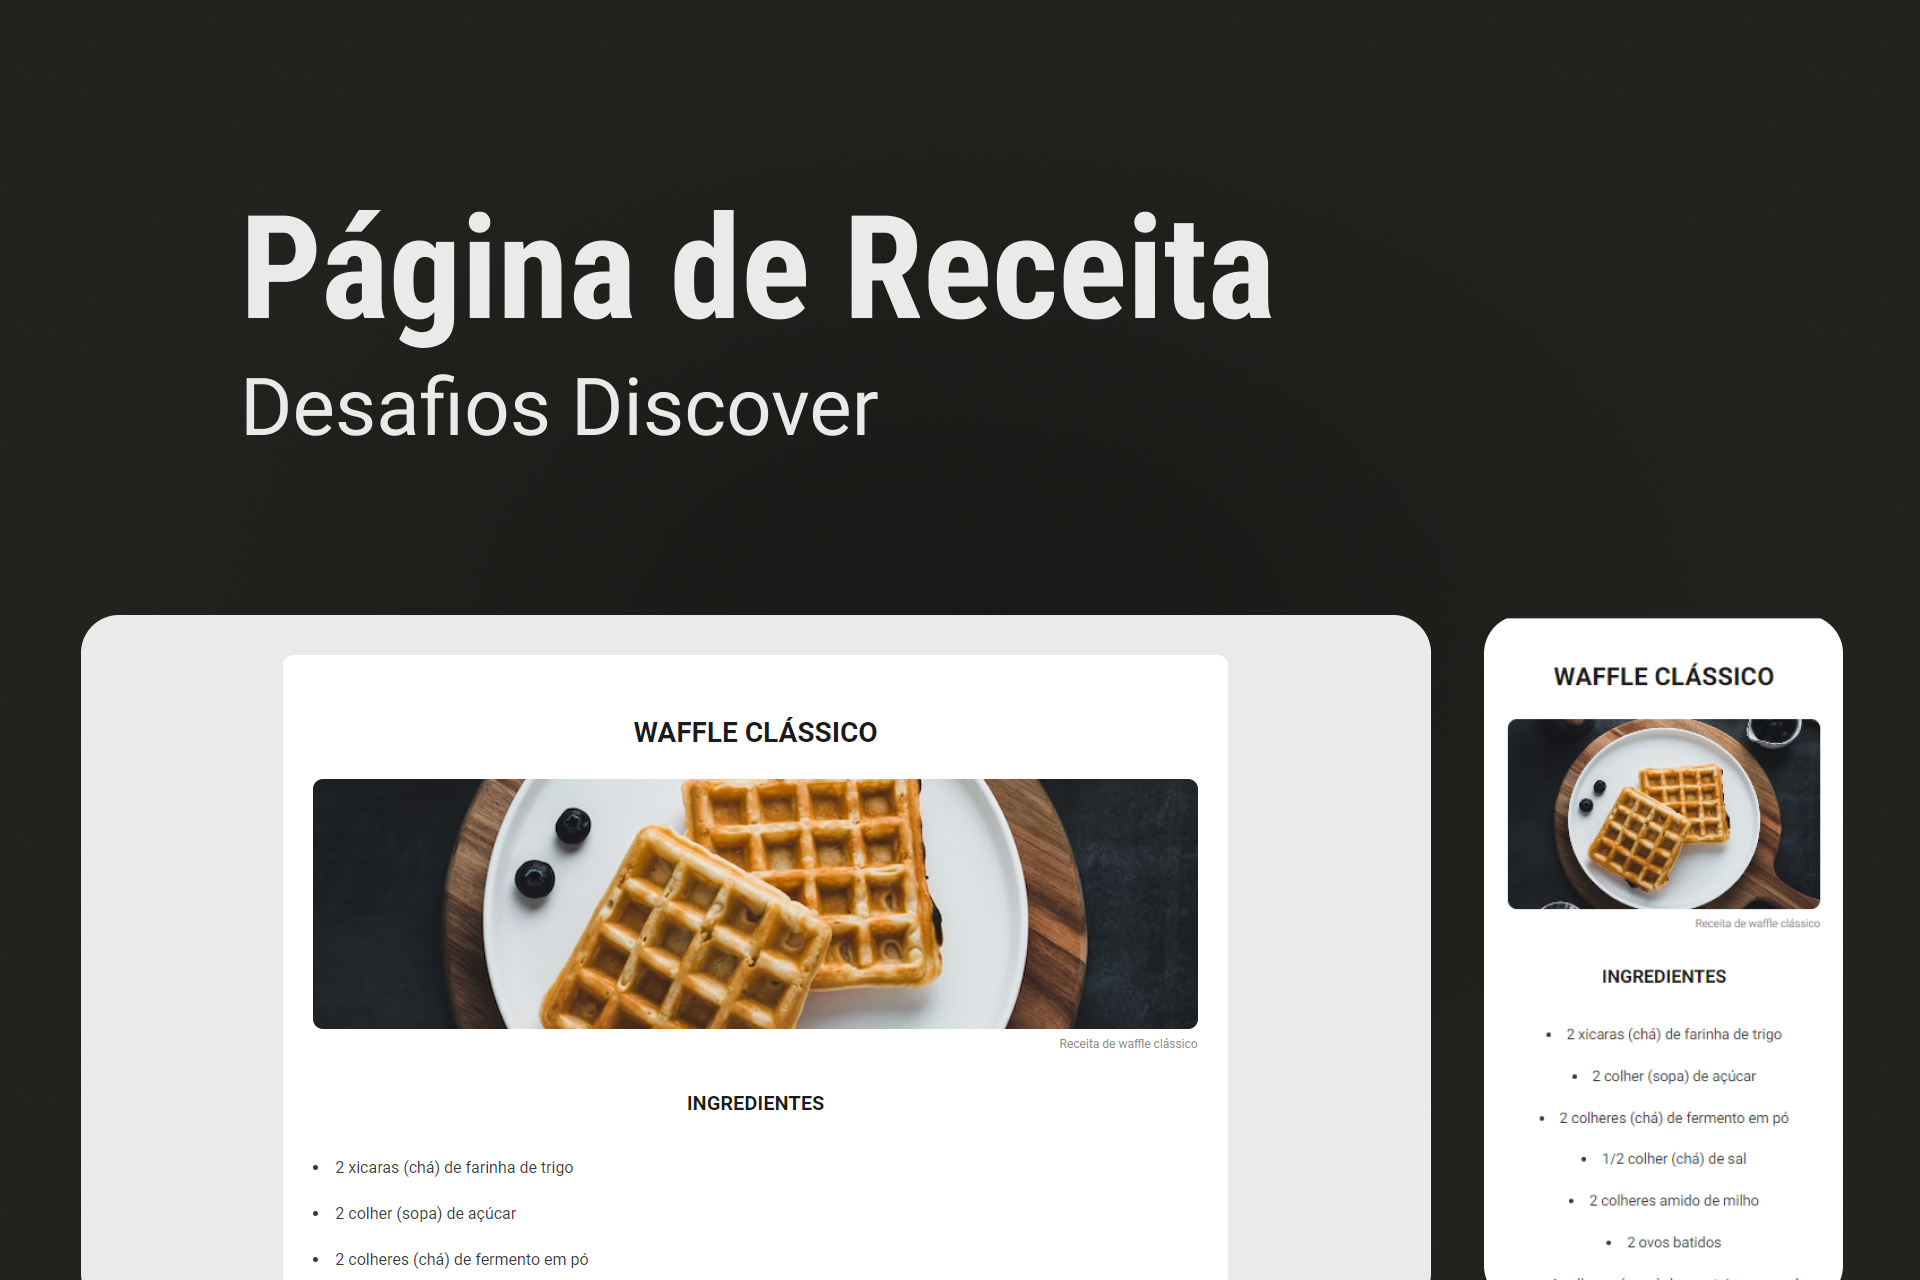 Página de Receita
Desafios Discover
WAFFLE CLÁSSICO
Receita de waffle clássico
INGREDIENTES
2 xicaras (chá) de farinha de trigo
2 colher (sopa) de açúcar
2 colheres (chá) de fermento em pó
WAFFLE CLÁSSICO
Receita de waffle clássico
INGREDIENTES
2 xicaras (chá) de farinha de trigo
2 colher (sopa) de açúcar
2 colheres (chá) de fermento em pó
1/2 colher (chá) de sal
2 colheres amido de milho
2 ovos batidos